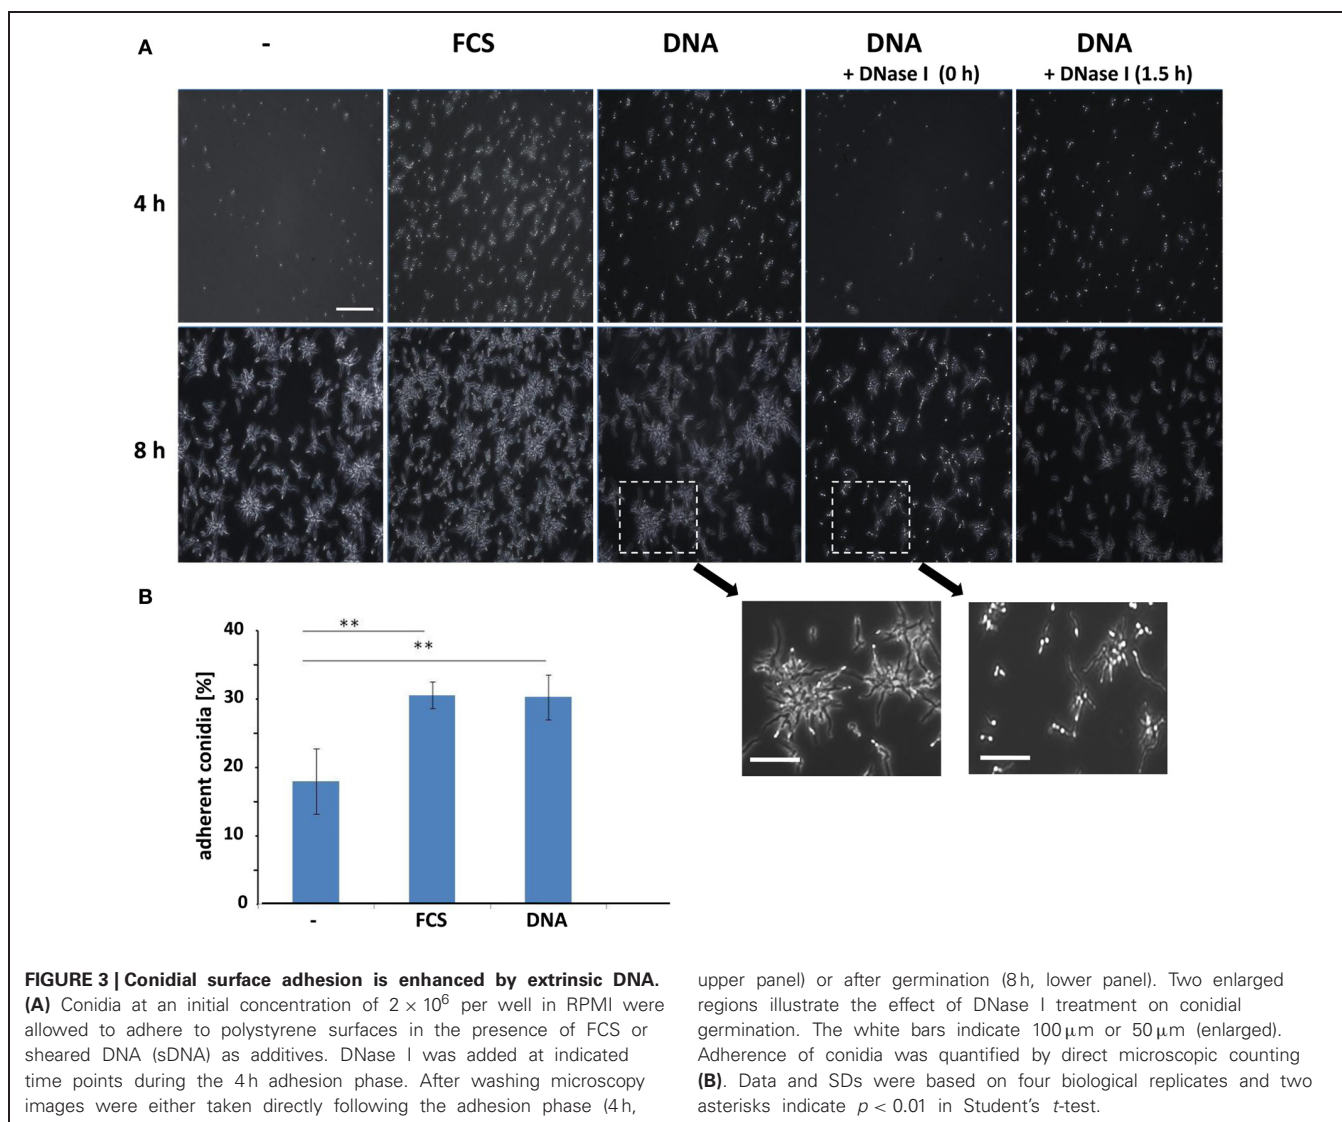 A
-
FCS
DNA
DNA
+ DNase I (0 h)
DNA
+ DNase I (1.5 h)
4 h
8 h
B
40
30
20
10
0
adherent conidia [%]
**
**
-
FCS
DNA
FIGURE 3 | Conidial surface adhesion is enhanced by extrinsic DNA.
(A) Conidia at an initial concentration of 2 × 10⁶ per well in RPMI were
allowed to adhere to polystyrene surfaces in the presence of FCS or
sheared DNA (sDNA) as additives. DNase I was added at indicated
time points during the 4 h adhesion phase. After washing microscopy
images were either taken directly following the adhesion phase (4 h,
upper panel) or after germination (8 h, lower panel). Two enlarged
regions illustrate the effect of DNase I treatment on conidial
germination. The white bars indicate 100 μm or 50 μm (enlarged).
Adherence of conidia was quantified by direct microscopic counting
(B). Data and SDs were based on four biological replicates and two
asterisks indicate p < 0.01 in Student's t-test.